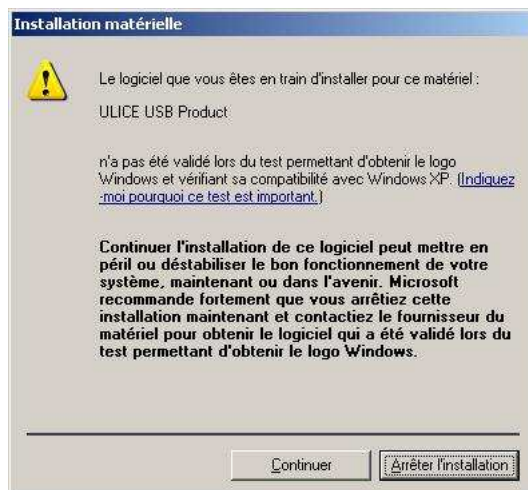 Installation matérielle
Le logiciel que vous êtes en train d'installer pour ce matériel :
ULICE USB Product
n'a pas été validé lors du test permettant d'obtenir le logo
Windows et vérifiant sa compatibilité avec Windows XP. (Indiquez
-moi pourquoi ce test est important.)
Continuer l'installation de ce logiciel peut mettre en
péril ou déstabiliser le bon fonctionnement de votre
système, maintenant ou dans l'avenir. Microsoft
recommande fortement que vous arrêtiez cette
installation maintenant et contactiez le fournisseur du
matériel pour obtenir le logiciel qui a été validé lors du
test permettant d'obtenir le logo Windows.
Continuer
Arrêter l'installation